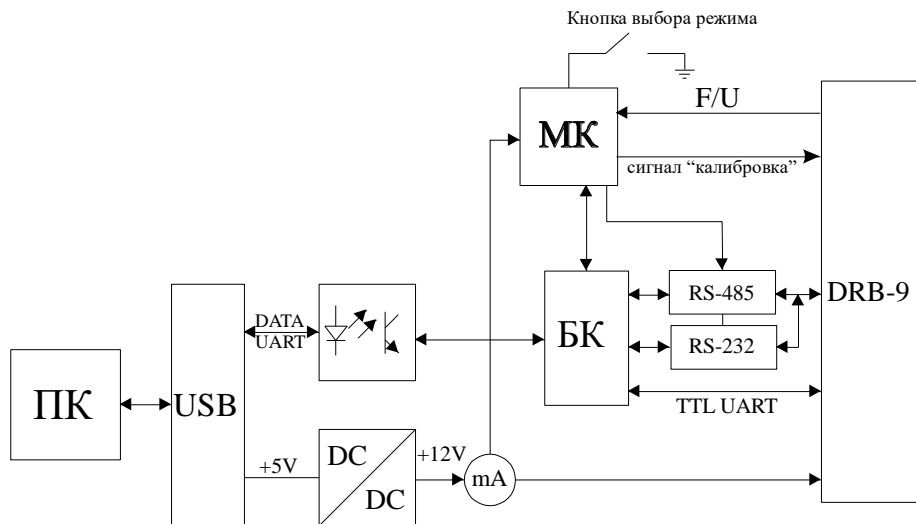 Кнопка выбора режима
F/U
МК
сигнал “калибровка”
RS-485
DRB-9
DATA
UART
БК
RS-232
ПК
USB
TTL UART
+5V
DC
DC
+12V
mA